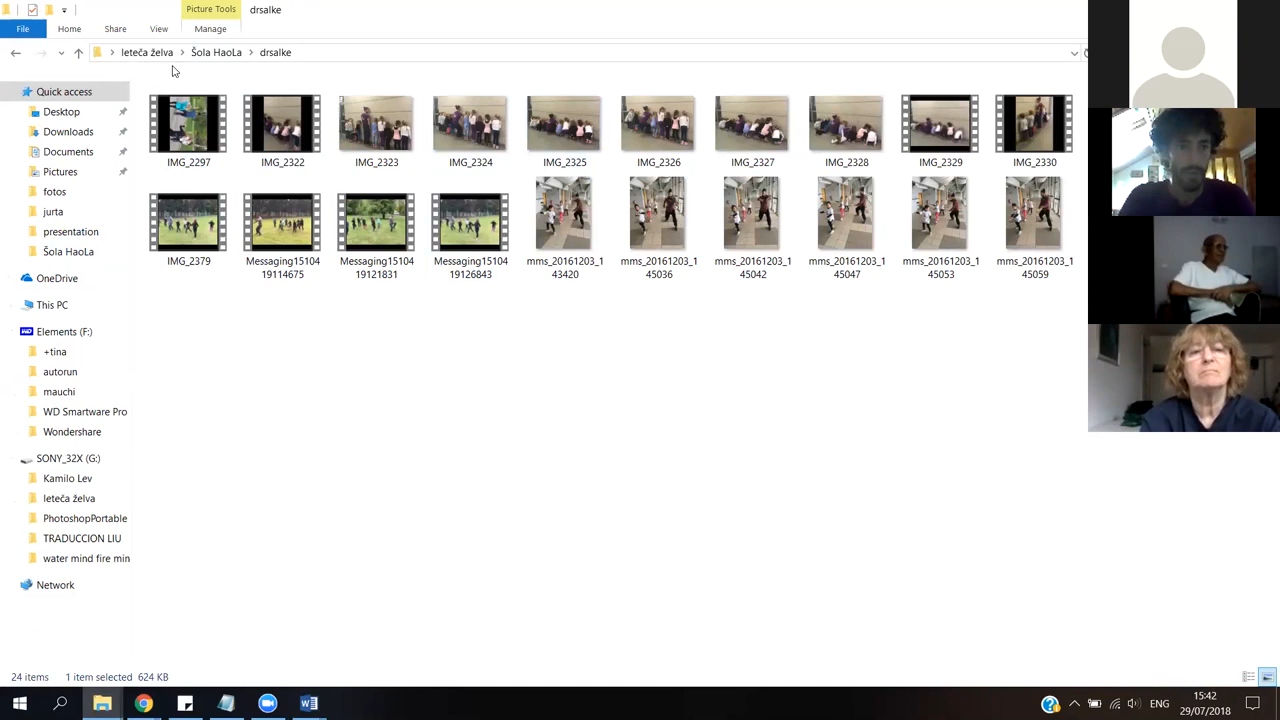 Picture Tools
drsalke
File
Home
Share
View
Manage
leteča želva
Šola HaoLa
drsalke
Quick access
Desktop
Downloads
Documents
Pictures
fotos
jurta
presentation
Šola HaoLa
OneDrive
This PC
Elements (F:)
+tina
autorun
mauchi
WD Smartware Pro
Wondershare
SONY_32X (G:)
Kamilo Lev
leteča želva
PhotoshopPortable
TRADUCCION LIU
water mind fire min
Network
IMG_2297
IMG_2322
IMG_2323
IMG_2324
IMG_2325
IMG_2326
IMG_2327
IMG_2328
IMG_2329
IMG_2330
IMG_2379
Messaging15104
19114675
Messaging15104
19121831
Messaging15104
19126843
mms_20161203_1
43420
mms_20161203_1
45036
mms_20161203_1
45042
mms_20161203_1
45047
mms_20161203_1
45053
mms_20161203_1
45059
24 items
1 item selected 624 KB
ENG
15:42
29/07/2018